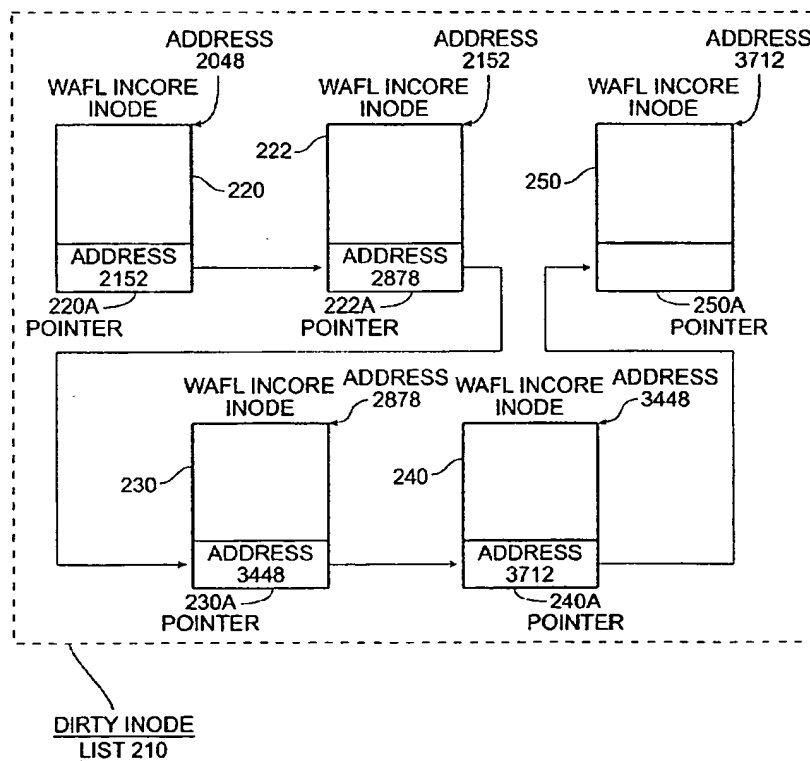 ADDRESS
2048
WAFL INCORE
INODE
220
ADDRESS
2152
220A
POINTER
ADDRESS
2152
WAFL INCORE
INODE
222
ADDRESS
2878
222A
POINTER
ADDRESS
3712
WAFL INCORE
INODE
250
250A
POINTER
ADDRESS
2878
WAFL INCORE
INODE
230
ADDRESS
3448
230A
POINTER
ADDRESS
3448
WAFL INCORE
INODE
240
ADDRESS
3712
240A
POINTER
DIRTY INODE
LIST 210